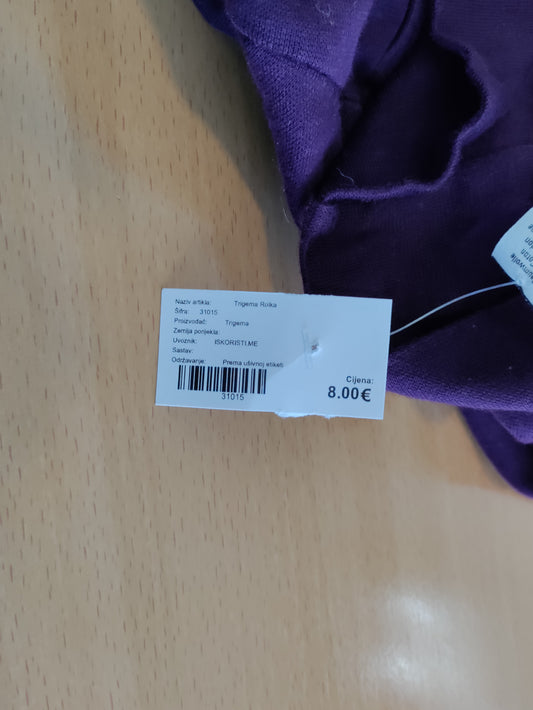 Naziv artikla: Trigema Rolka
Šifra: 31015
Proizvođač: Trigema
Zemlja porijekla:
Uvoznik: ISKORISTI.ME
Sastav:
Održavanje: Prema ušivnoj etiketi
31015
Cijena:
8.00€